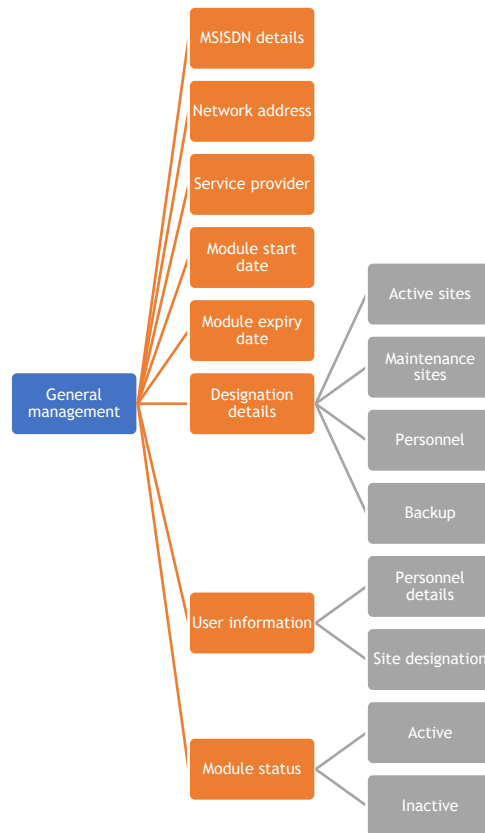 MSISDN details
Network address
Service provider
Module start
date
Module expiry
date
General
management
Designation
details
Active sites
Maintenance
sites
Personnel
Backup
User information
Personnel
details
Site designation
Module status
Active
Inactive